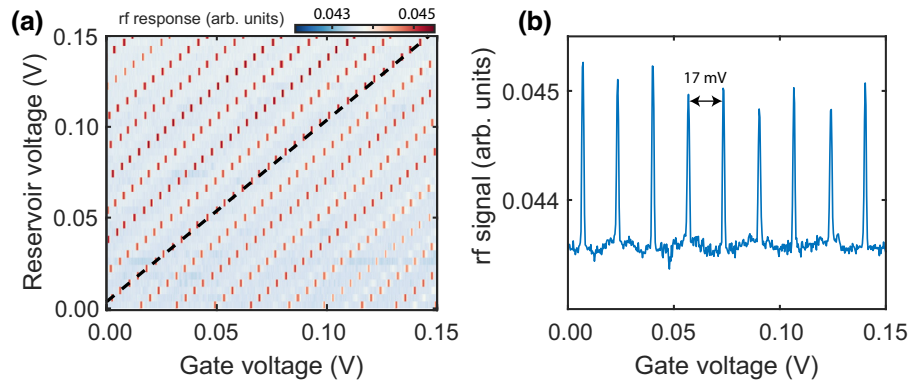 (a)
rf response (arb. units)
0.043
0.045
Reservoir voltage (V)
0.15
0.10
0.05
0.00
0.00
0.05
0.10
0.15
Gate voltage (V)
(b)
rf signal (arb. units)
0.045
0.044
17 mV
0.00
0.05
0.10
0.15
Gate voltage (V)